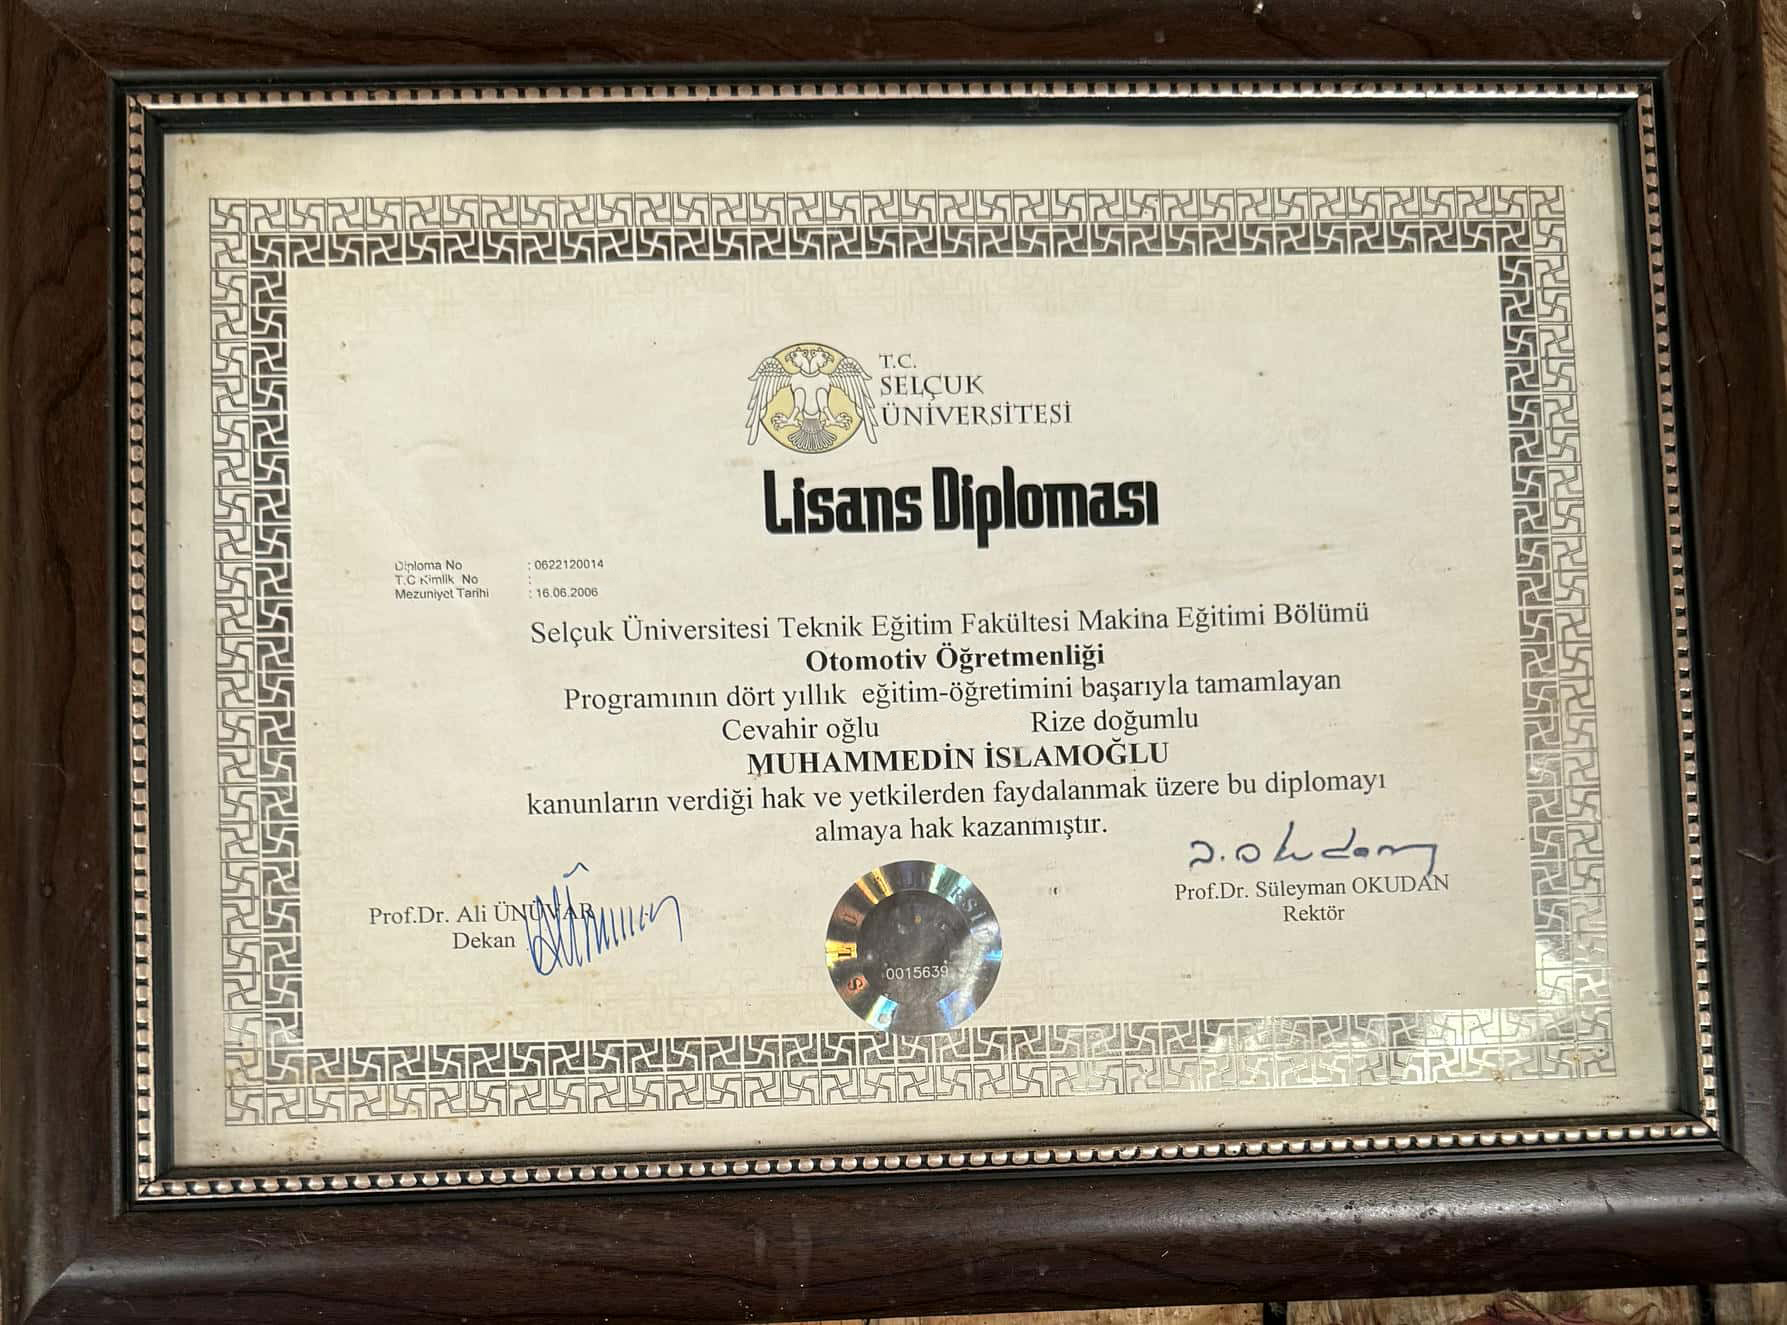 T.C.
SELÇUK
ÜNİVERSİTESİ
Lisans Diploması
Diploma No : 0622120014
T.C Kimlik No :
Mezuniyet Tarihi : 16.06.2006
Selçuk Üniversitesi Teknik Eğitim Fakültesi Makina Eğitimi Bölümü
Otomotiv Öğretmenliği
Programının dört yıllık eğitim-öğretimini başarıyla tamamlayan
Cevahir oğlu Rize doğumlu
MUHAMMEDİN İSLAMOĞLU
kanunların verdiği hak ve yetkilerden faydalanmak üzere bu diplomayı
almaya hak kazanmıştır.
Prof.Dr. Ali ÜNÜVAR
Dekan
S. Okudan
Prof.Dr. Süleyman OKUDAN
Rektör
0015639